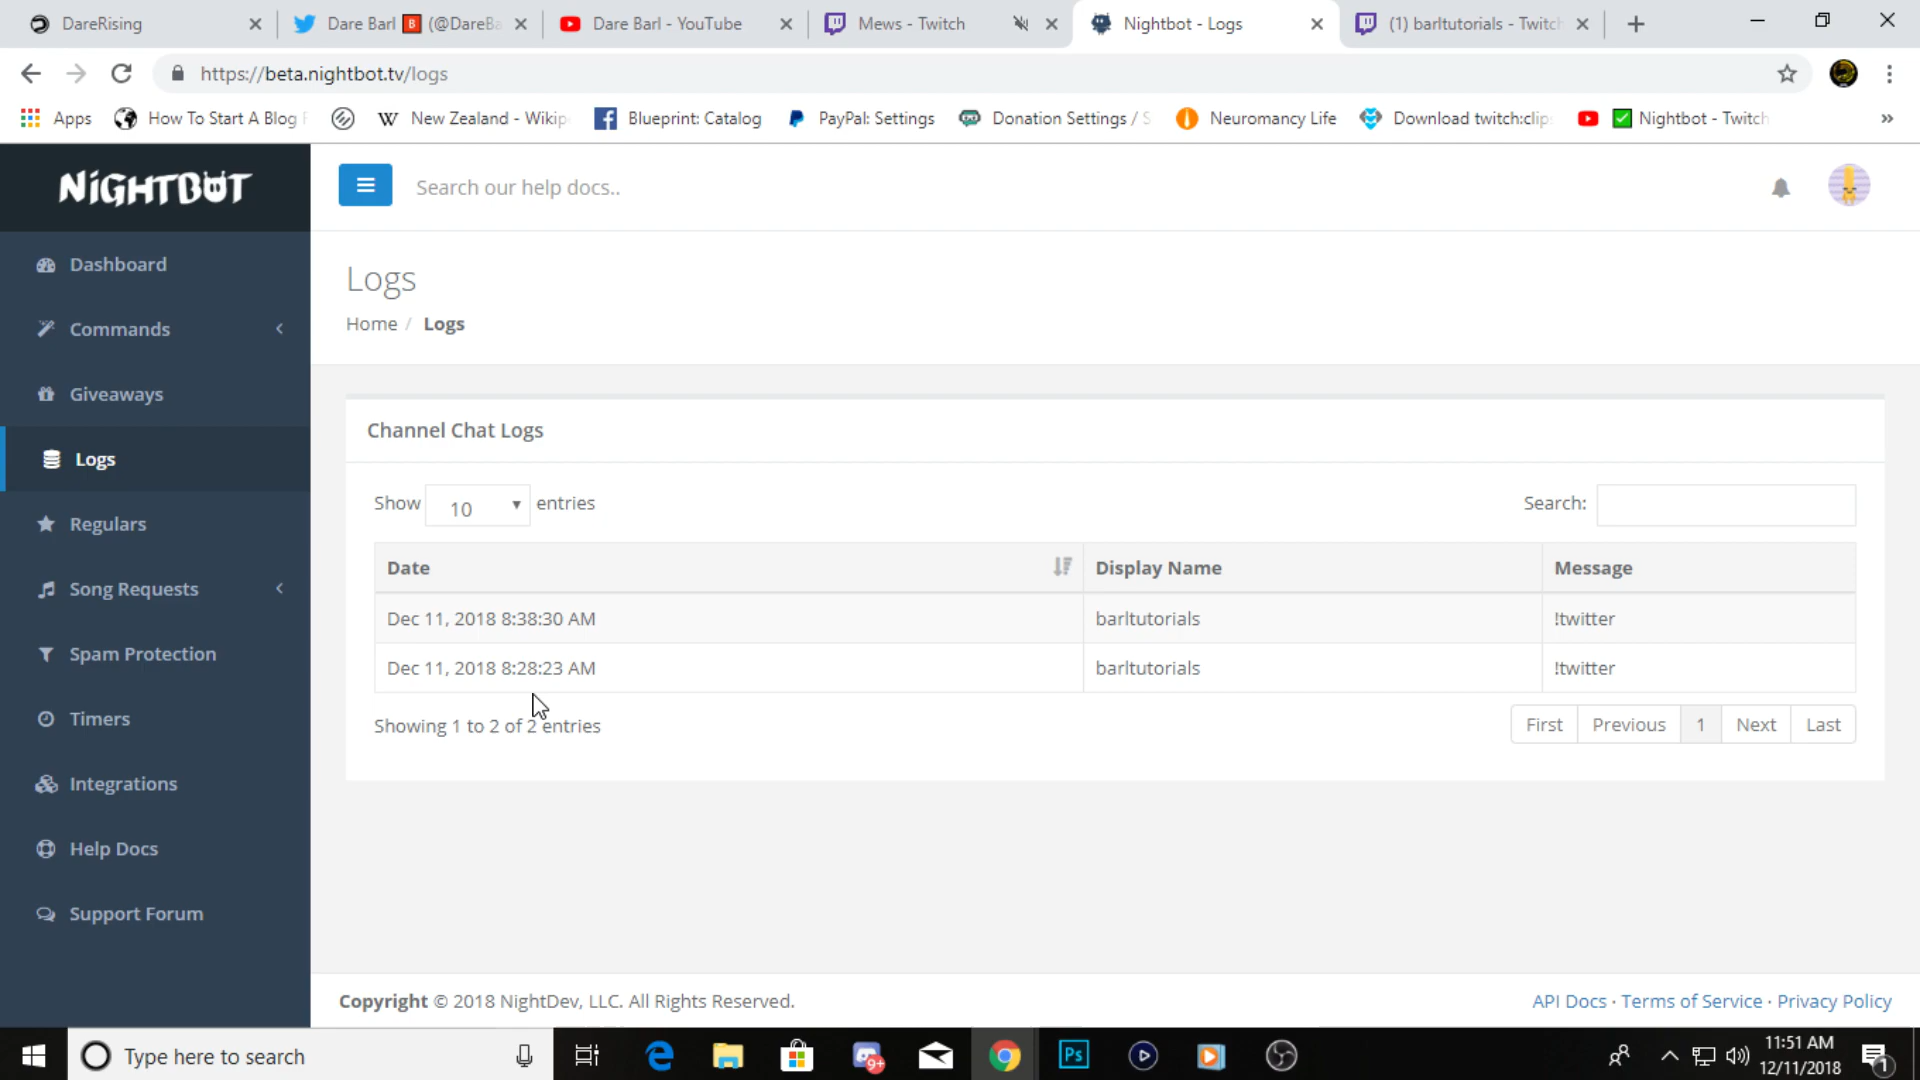 DareRising
Dare Barl B (@DareBa
Dare Barl - YouTube
Mews - Twitch
Nightbot - Logs
(1) barltutorials - Twitch
https://beta.nightbot.tv/logs
Apps
How To Start A Blog
New Zealand - Wikip
Blueprint: Catalog
PayPal: Settings
Donation Settings / S
Neuromancy Life
Download twitch:clip
Nightbot - Twitch
NiGHTBOT
Search our help docs..
Dashboard
Commands
Giveaways
Logs
Regulars
Song Requests
Spam Protection
Timers
Integrations
Help Docs
Support Forum
Logs
Home / Logs
Channel Chat Logs
Show 10 entries
Search:
Date Display Name Message
Dec 11, 2018 8:38:30 AM barltutorials !twitter
Dec 11, 2018 8:28:23 AM barltutorials !twitter
Showing 1 to 2 of 2 entries
First Previous 1 Next Last
Copyright © 2018 NightDev, LLC. All Rights Reserved.
API Docs · Terms of Service · Privacy Policy
Type here to search
9+
Ps
11:51 AM
12/11/2018
1